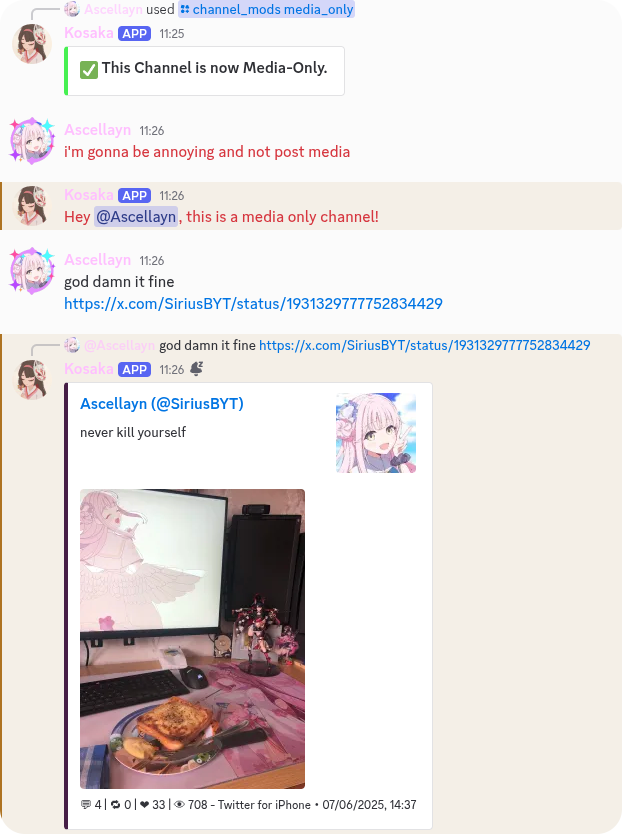 Ascellayn used channel_mods media_only
Kosaka APP 11:25
✅ This Channel is now Media-Only.
Ascellayn 11:26
i'm gonna be annoying and not post media
Kosaka APP 11:26
Hey @Ascellayn, this is a media only channel!
Ascellayn 11:26
god damn it fine
https://x.com/SiriusBYT/status/1931329777752834429
@Ascellayn god damn it fine https://x.com/SiriusBYT/status/1931329777752834429
Kosaka APP 11:26
Ascellayn (@SiriusBYT)
never kill yourself
💬 4 | 🔁 0 | ❤ 33 | 👁 708 - Twitter for iPhone • 07/06/2025, 14:37